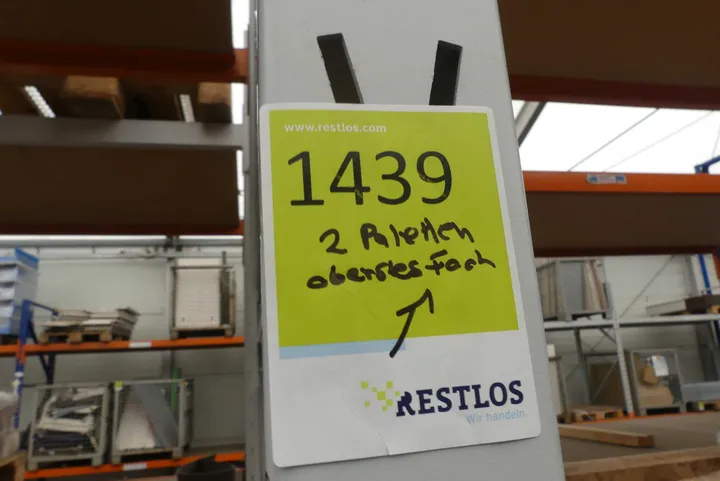 www.restlos.com
1439
2 Paletten
oberstes Fach
RESTLOS
Wir handeln.